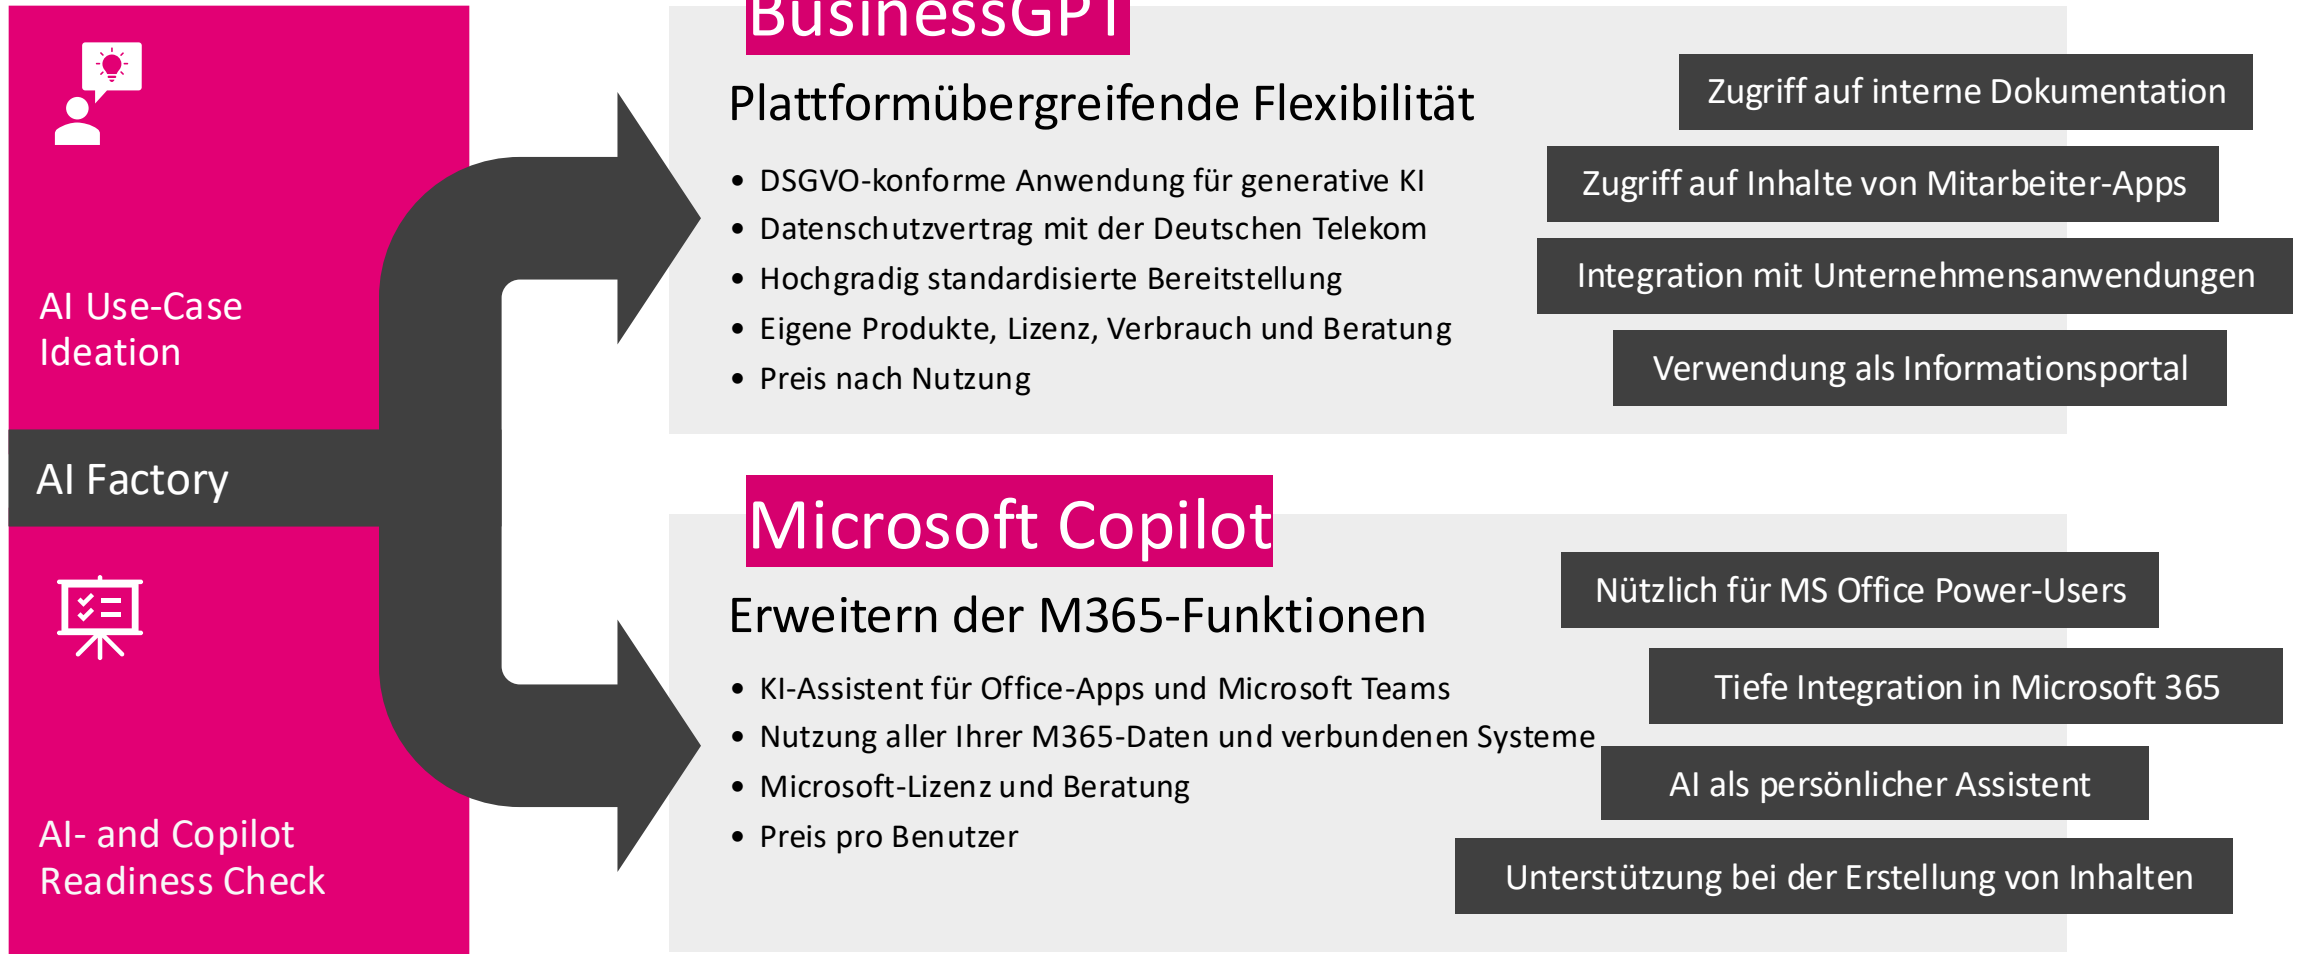 AI Use-Case
Ideation
AI Factory
AI- and Copilot
Readiness Check
BusinessGPT
Plattformübergreifende Flexibilität
• DSGVO-konforme Anwendung für generative KI
• Datenschutzvertrag mit der Deutschen Telekom
• Hochgradig standardisierte Bereitstellung
• Eigene Produkte, Lizenz, Verbrauch und Beratung
• Preis nach Nutzung
Zugriff auf interne Dokumentation
Zugriff auf Inhalte von Mitarbeiter-Apps
Integration mit Unternehmensanwendungen
Verwendung als Informationsportal
Microsoft Copilot
Erweitern der M365-Funktionen
• KI-Assistent für Office-Apps und Microsoft Teams
• Nutzung aller Ihrer M365-Daten und verbundenen Systeme
• Microsoft-Lizenz und Beratung
• Preis pro Benutzer
Nützlich für MS Office Power-Users
Tiefe Integration in Microsoft 365
AI als persönlicher Assistent
Unterstützung bei der Erstellung von Inhalten